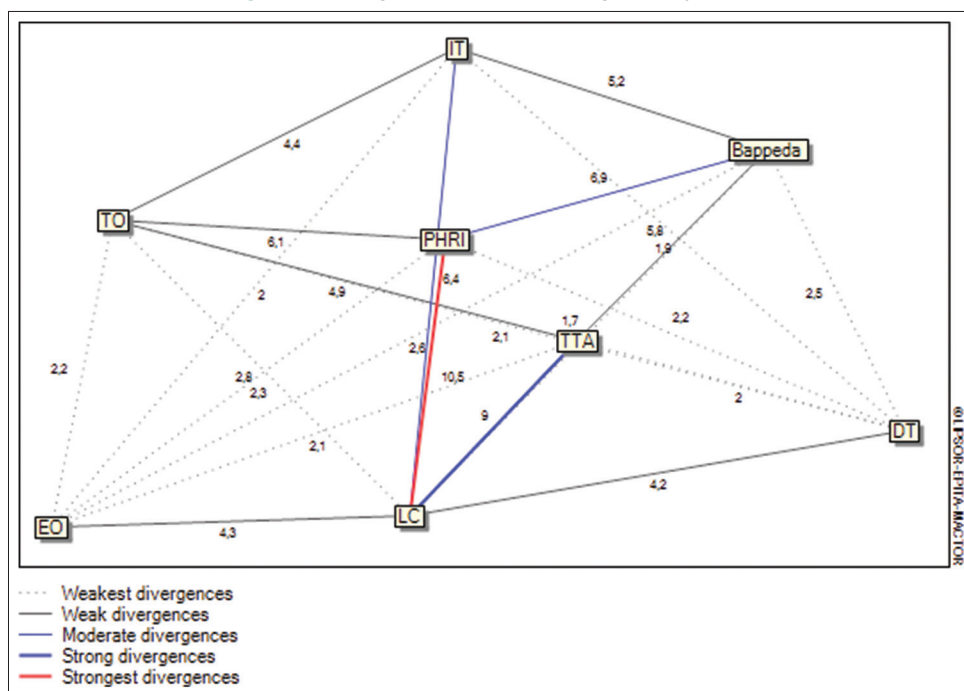 IT
5,2
4,4
Bappeda
6,9
TO
6,1
PHRI
5,8
1,9
6,4
2
4,9
2,5
1,7
2,2
2,1
TTA
2,6
2,2
2,8
10,5
2,3
2
9
2,1
DT
4,2
LC
EO
4,3
© LIPSOR-EPITA-MACTOR
Weakest divergences
Weak divergences
Moderate divergences
Strong divergences
Strongest divergences